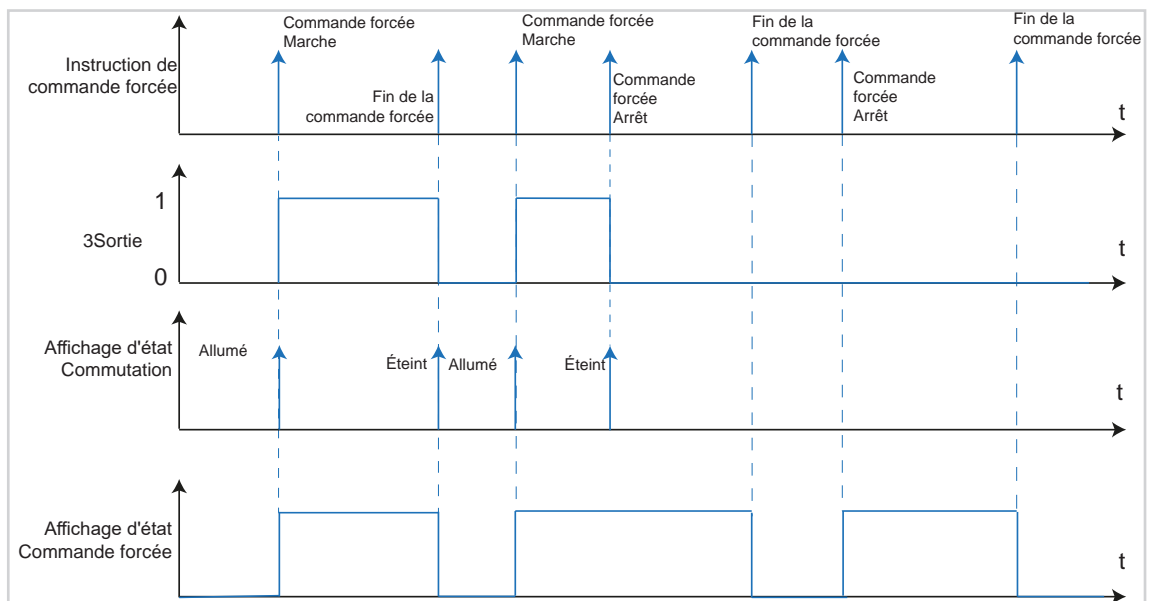 Commande forcée
Marche
Commande forcée
Marche
Fin de la
commande forcée
Fin de la
commande forcée
Instruction de
commande forcée
Fin de la
commande forcée
Commande
forcée
Arrêt
Commande
forcée
Arrêt
t
1
3Sortie
0
t
Affichage d'état
Commutation
Allumé
Éteint
Allumé
Éteint
t
Affichage d'état
Commande forcée
t